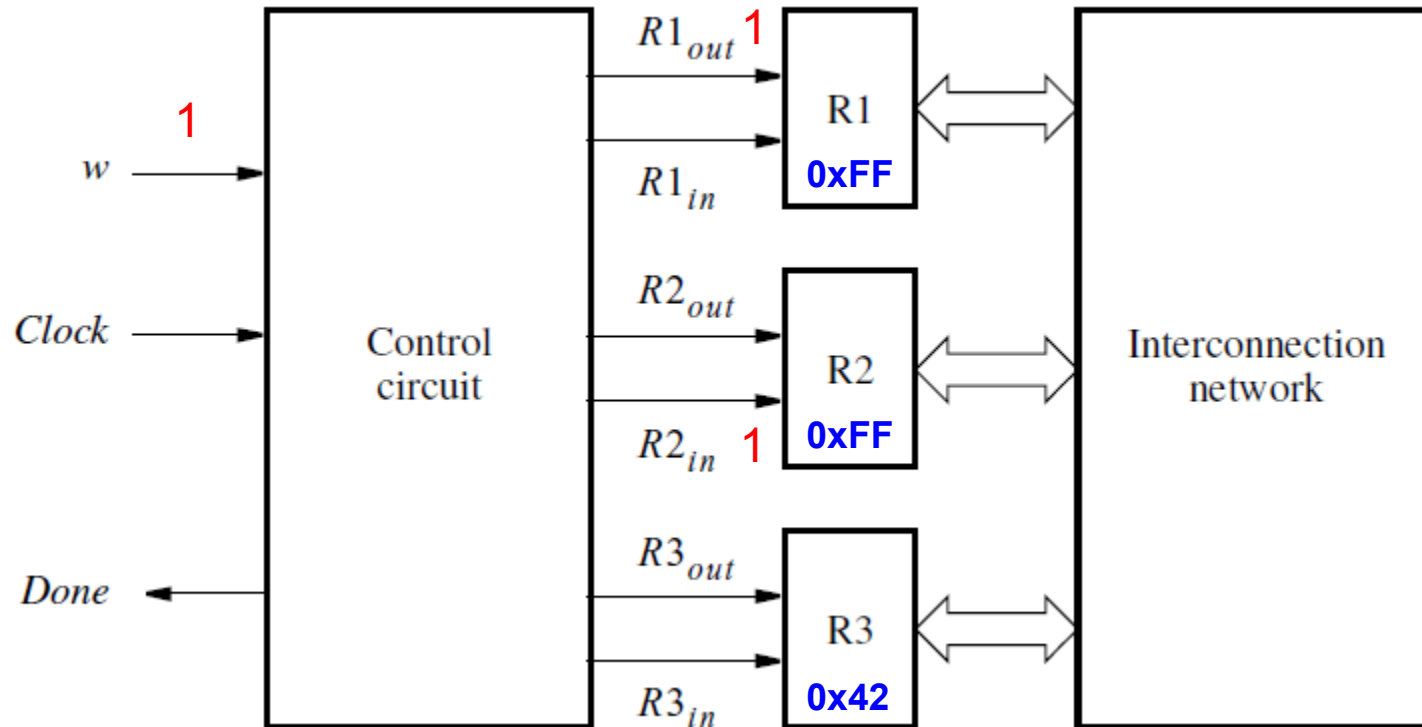 R1out 1
1
w
R1
0xFF
R1in
R2out
Clock
Control
circuit
R2
Interconnection
network
0xFF
R2in 1
R3out
Done
R3
0x42
R3in